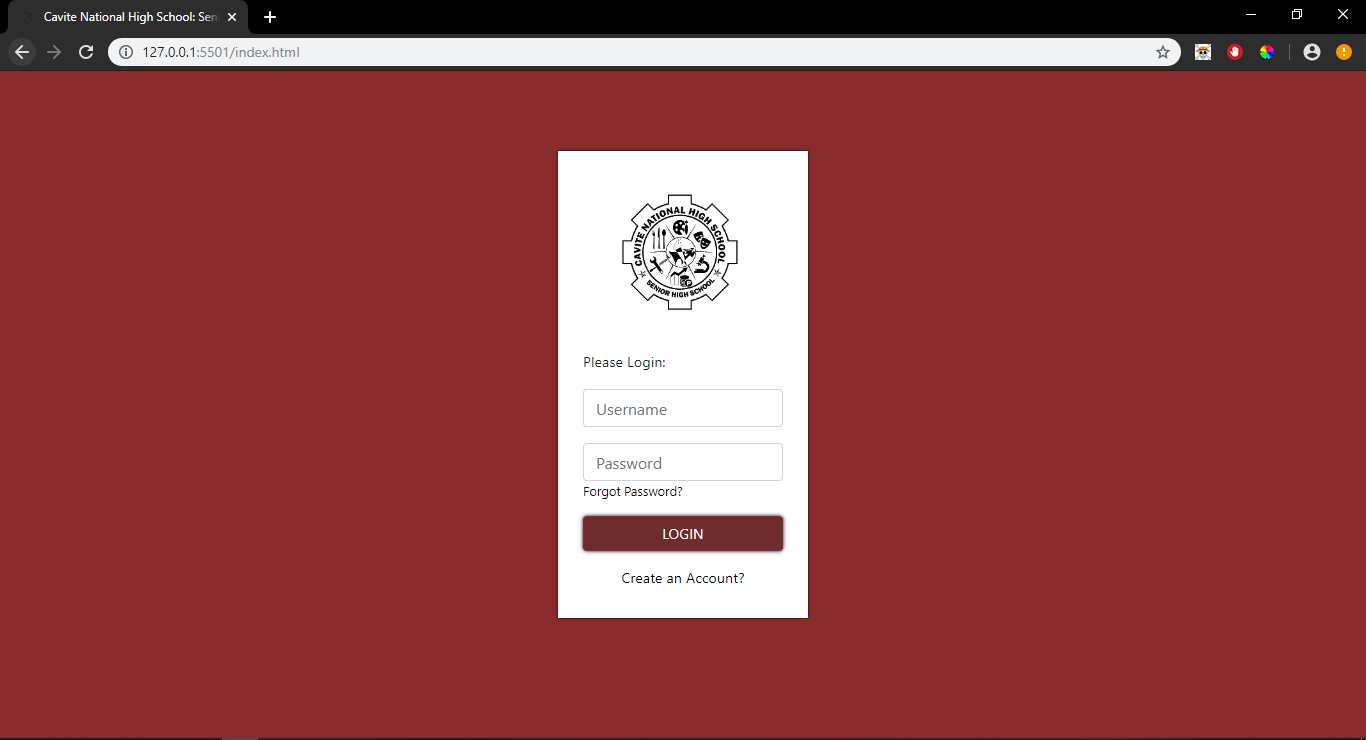 Cavite National High School: Sen
127.0.0.1:5501/index.html
CAVITE NATIONAL HIGH SCHOOL
SENIOR HIGH SCHOOL
Please Login:
Username
Password
Forgot Password?
LOGIN
Create an Account?